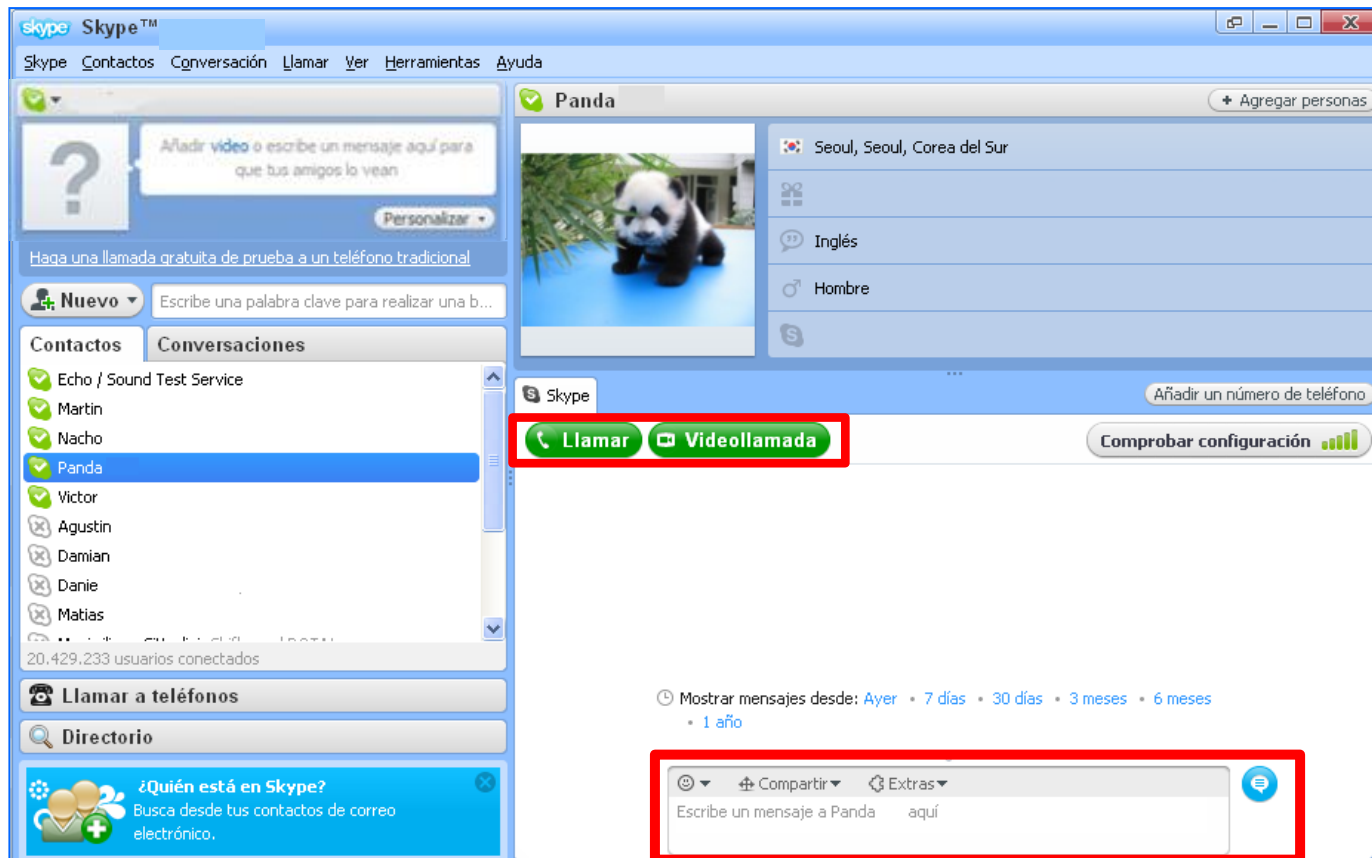 skype Skype™
Skype Contactos Conversación Llamar Ver Herramientas Ayuda
Añadir video o escribe un mensaje aquí para
que tus amigos lo vean
Personalizar
Haga una llamada gratuita de prueba a un teléfono tradicional
Nuevo Escribe una palabra clave para realizar una b...
Contactos Conversaciones
Echo / Sound Test Service
Martin
Nacho
Panda
Victor
Agustin
Damian
Danie
Matias
20.429.233 usuarios conectados
Llamar a teléfonos
Directorio
¿Quién está en Skype?
Busca desde tus contactos de correo
electrónico.
Panda + Agregar personas
Seoul, Seoul, Corea del Sur
Inglés
Hombre
Skype Añadir un número de teléfono
Llamar Videollamada Comprobar configuración
Mostrar mensajes desde: Ayer • 7 días • 30 días • 3 meses • 6 meses
• 1 año
Compartir Extras
Escribe un mensaje a Panda aquí